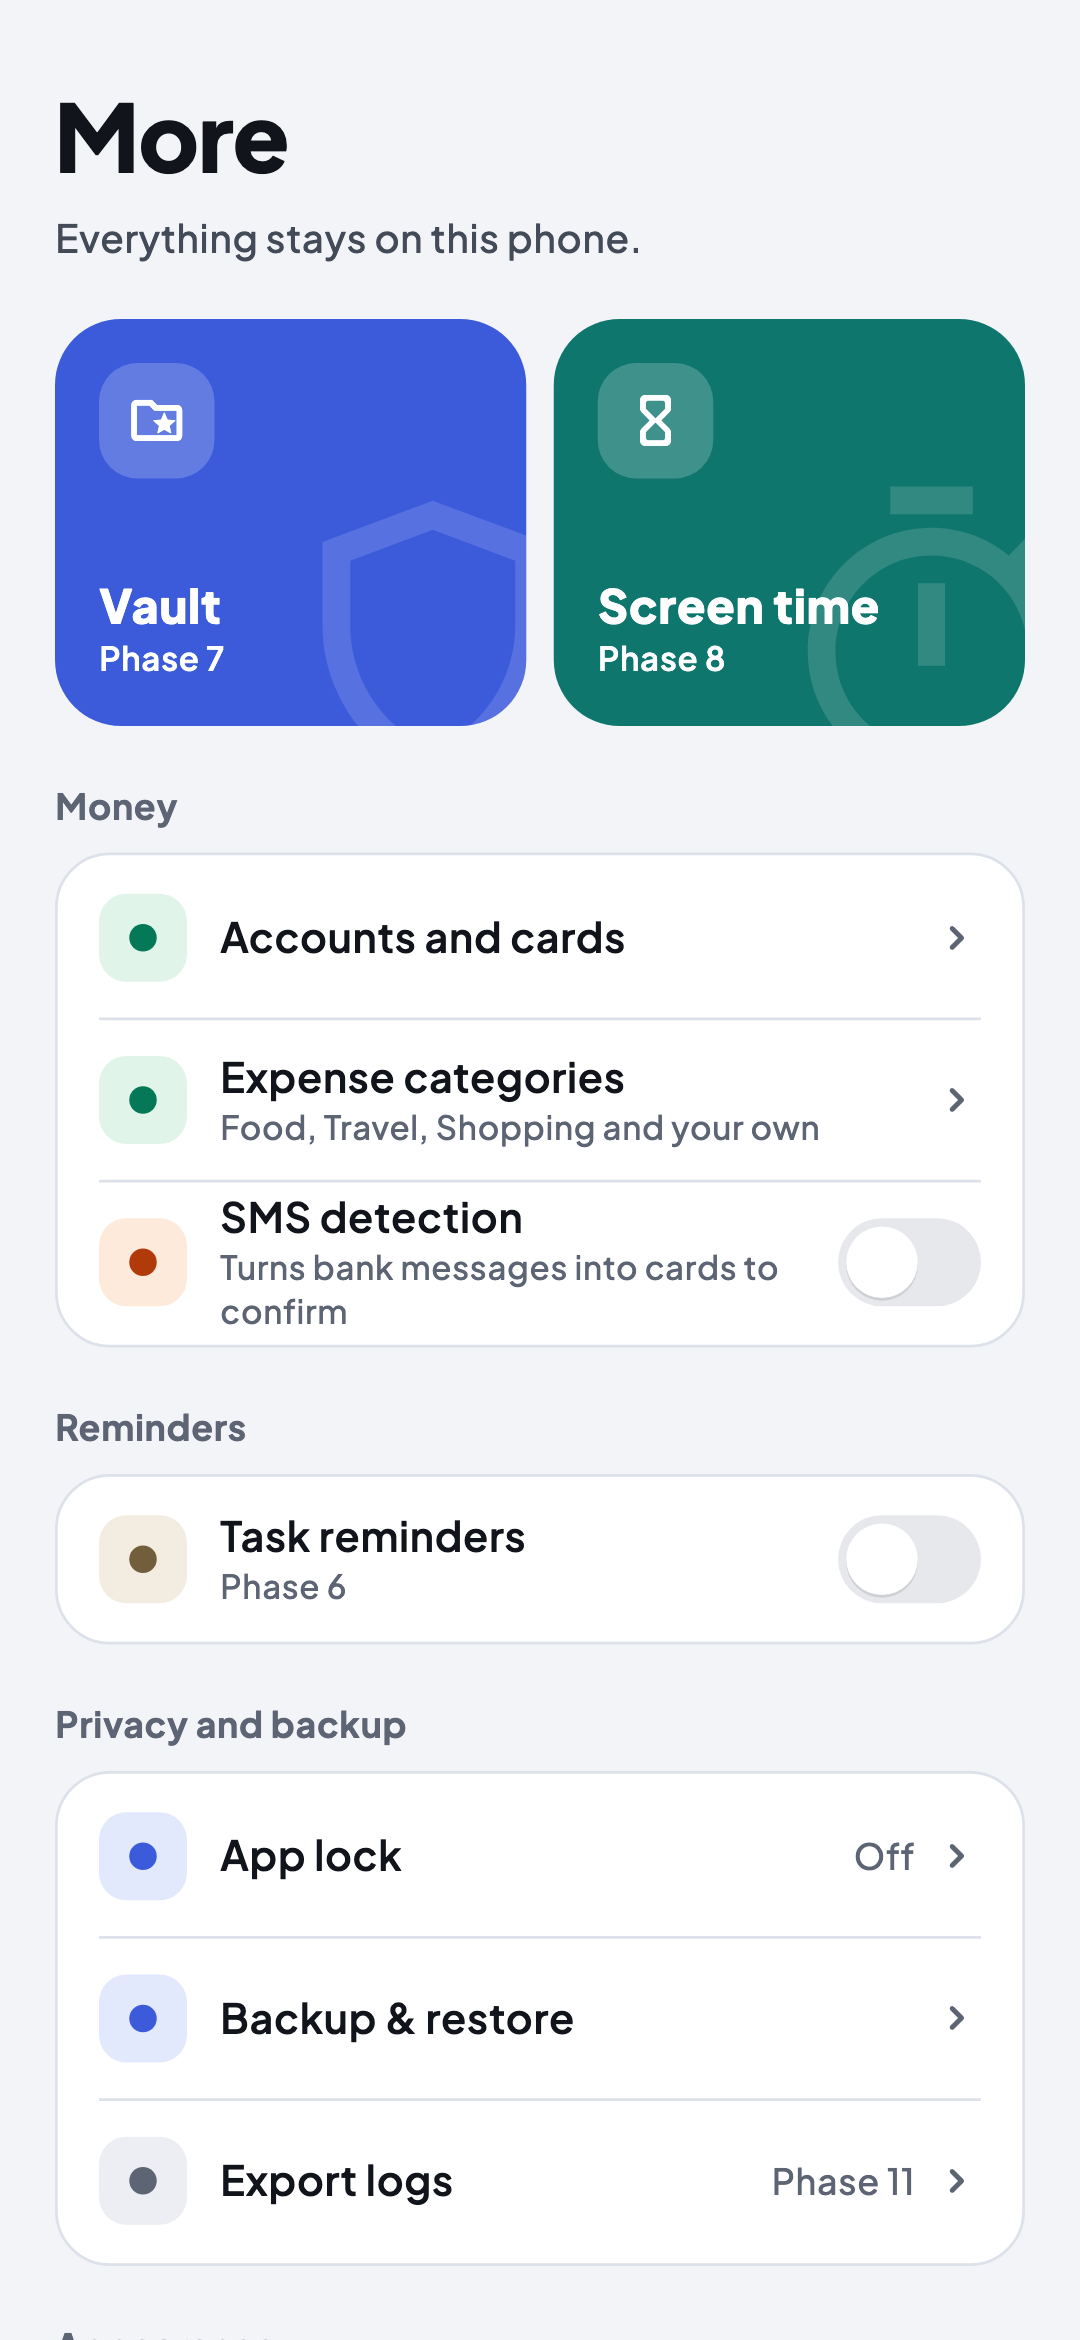 More
Everything stays on this phone.
Vault
Phase 7
Screen time
Phase 8
Money
Accounts and cards
Expense categories
Food, Travel, Shopping and your own
SMS detection
Turns bank messages into cards to
confirm
Reminders
Task reminders
Phase 6
Privacy and backup
App lock
Off
Backup & restore
Export logs
Phase 11